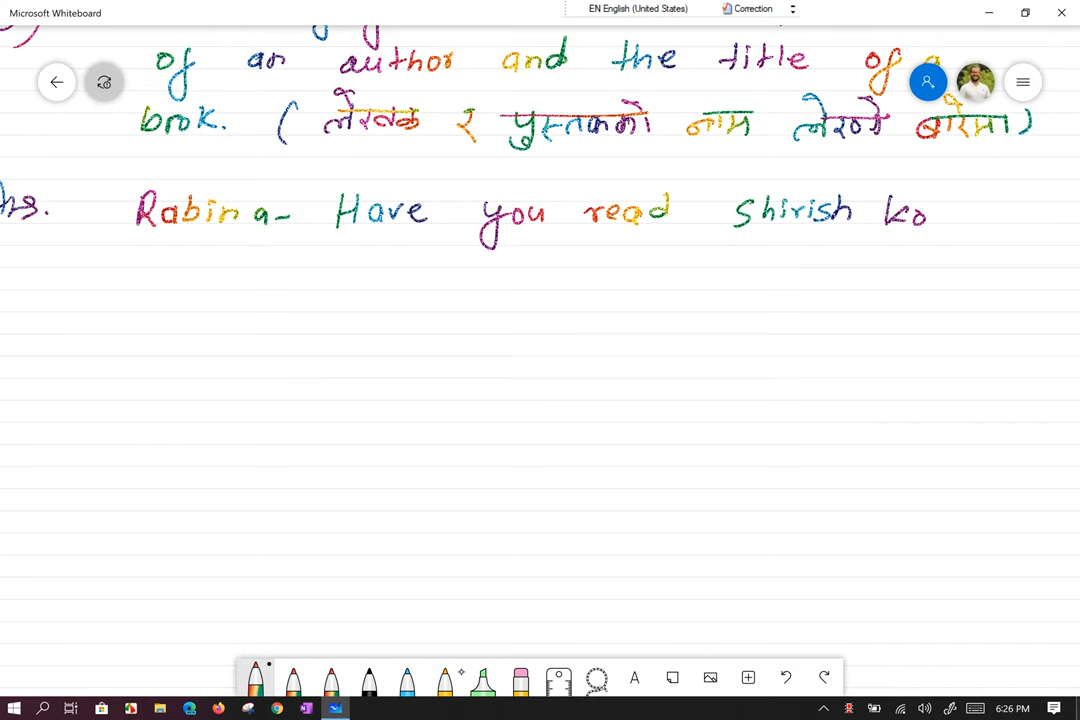 Microsoft Whiteboard
EN English (United States) Correction
of an author and the title of a
book. ( लेखक र पुस्तकको नाम लेख्ने बारेमा )
Ans. Rabina- Have you read Shirish ko
6:26 PM